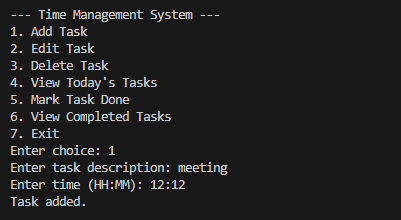 --- Time Management System ---
1. Add Task
2. Edit Task
3. Delete Task
4. View Today's Tasks
5. Mark Task Done
6. View Completed Tasks
7. Exit
Enter choice: 1
Enter task description: meeting
Enter time (HH:MM): 12:12
Task added.